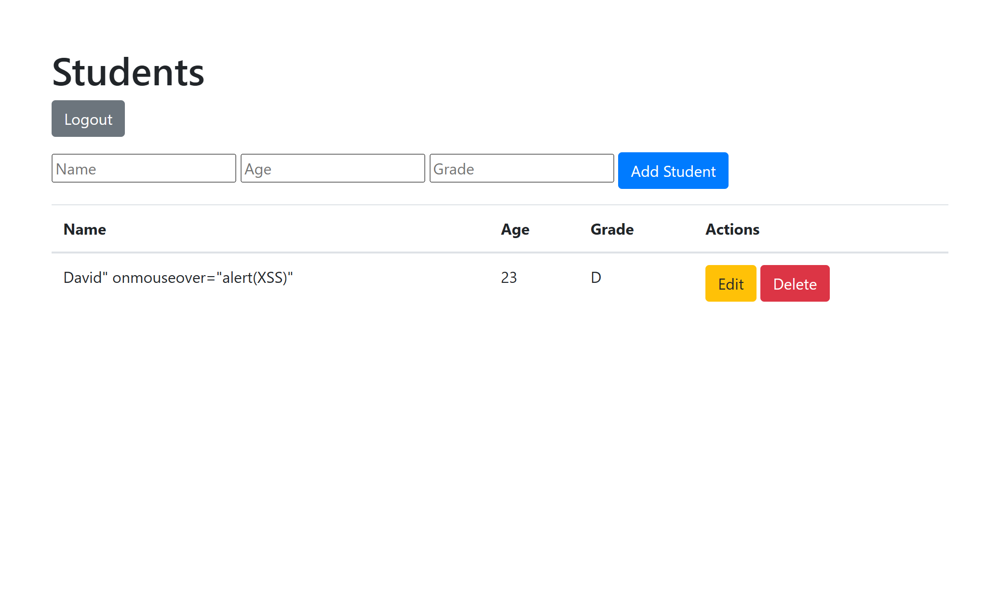 Students
Logout
Name Age Grade Add Student
Name Age Grade Actions
David" onmouseover="alert(XSS)" 23 D Edit Delete